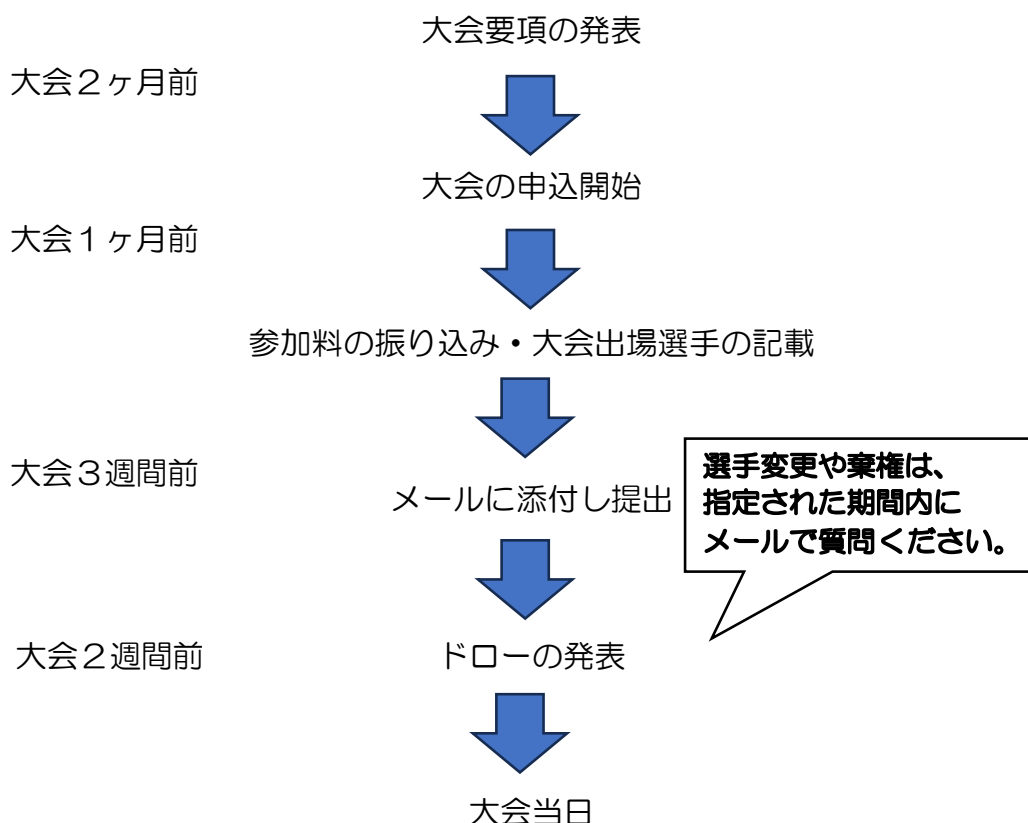 大会要項の発表
大会２ヶ月前
大会の申込開始
大会１ヶ月前
参加料の振り込み・大会出場選手の記載
大会３週間前
メールに添付し提出
選手変更や棄権は、
指定された期間内に
メールで質問ください。
大会２週間前
ドローの発表
大会当日